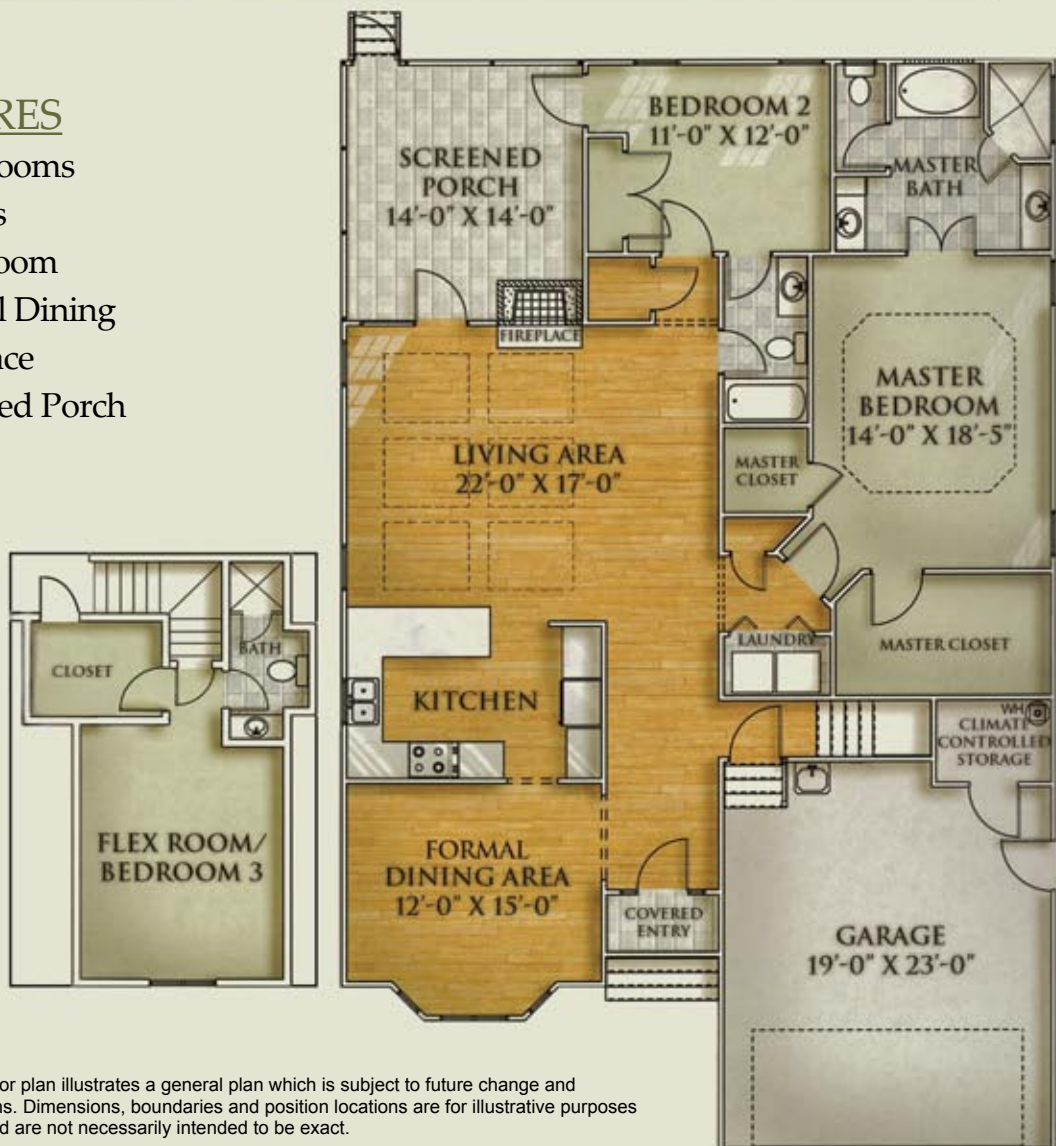 RES
ooms
s
oom
l Dining
ace
ed Porch
SCREENED
PORCH
14'-0" X 14'-0"
BEDROOM 2
11'-0" X 12'-0"
MASTER
BATH
FIREPLACE
MASTER
BEDROOM
14'-0" X 18'-5"
LIVING AREA
22'-0" X 17'-0"
MASTER
CLOSET
LAUNDRY
MASTER CLOSET
KITCHEN
WH
CLIMATE
CONTROLLED
STORAGE
FORMAL
DINING AREA
12'-0" X 15'-0"
COVERED
ENTRY
GARAGE
19'-0" X 23'-0"
CLOSET
BATH
FLEX ROOM/
BEDROOM 3
or plan illustrates a general plan which is subject to future change and
ns. Dimensions, boundaries and position locations are for illustrative purposes
d are not necessarily intended to be exact.